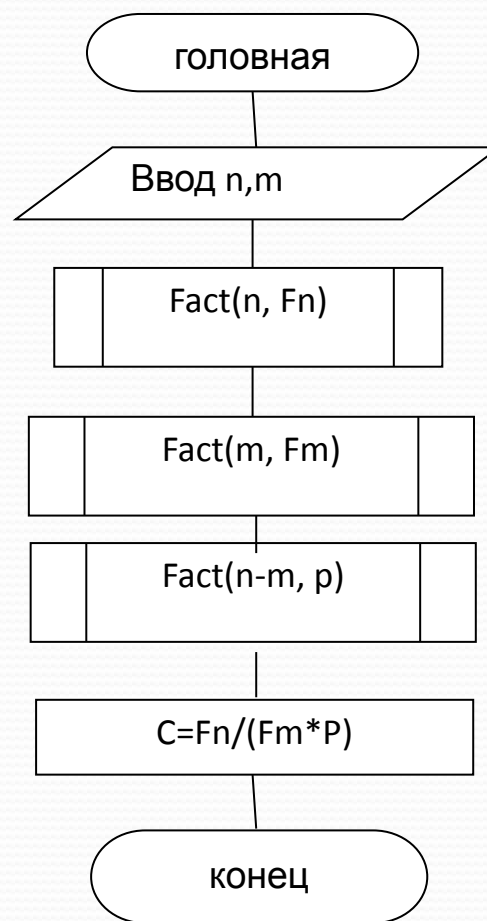 головная
Ввод n,m
Fact(n, Fn)
Fact(m, Fm)
Fact(n-m, p)
C=Fn/(Fm*P)
конец